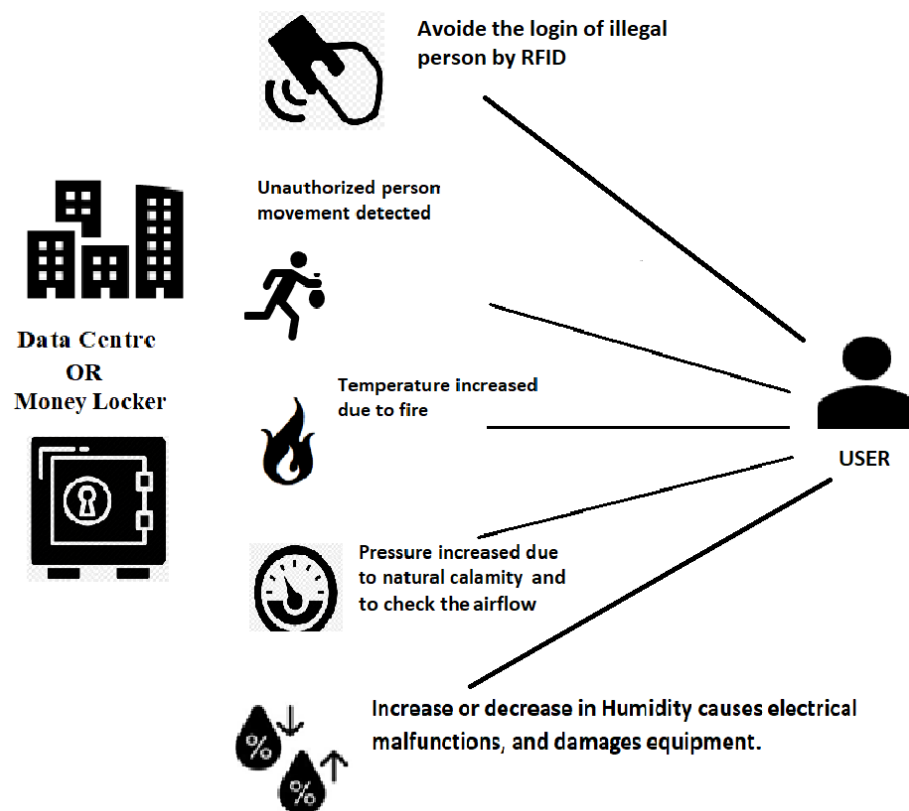 Avoide the login of illegal
person by RFID
Unauthorized person
movement detected
Data Centre
OR
Money Locker
Temperature increased
due to fire
USER
Pressure increased due
to natural calamity and
to check the airflow
Increase or decrease in Humidity causes electrical
malfunctions, and damages equipment.
%
%